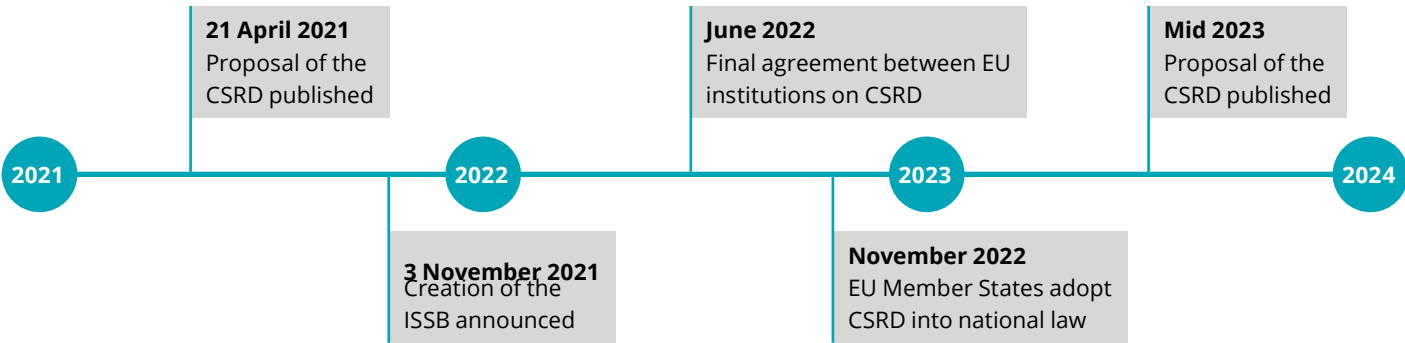 21 April 2021
Proposal of the
CSRD published
June 2022
Final agreement between EU
institutions on CSRD
Mid 2023
Proposal of the
CSRD published
2021
2022
2023
2024
3 November 2021
Creation of the
ISSB announced
November 2022
EU Member States adopt
CSRD into national law